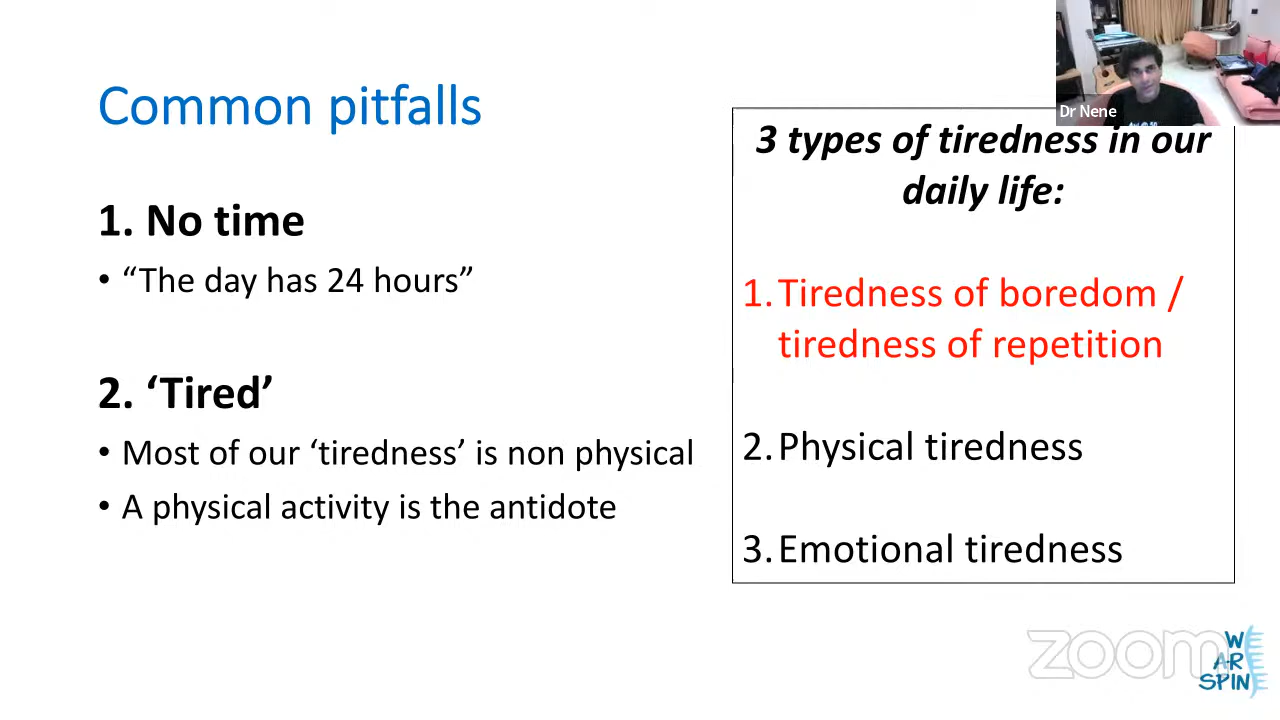 Common pitfalls
1. No time
• “The day has 24 hours”
2. ‘Tired’
• Most of our ‘tiredness’ is non physical
• A physical activity is the antidote
Dr Nene
3 types of tiredness in our
daily life:
1. Tiredness of boredom /
tiredness of repetition
2. Physical tiredness
3. Emotional tiredness
zoom
W
AR
SPINE